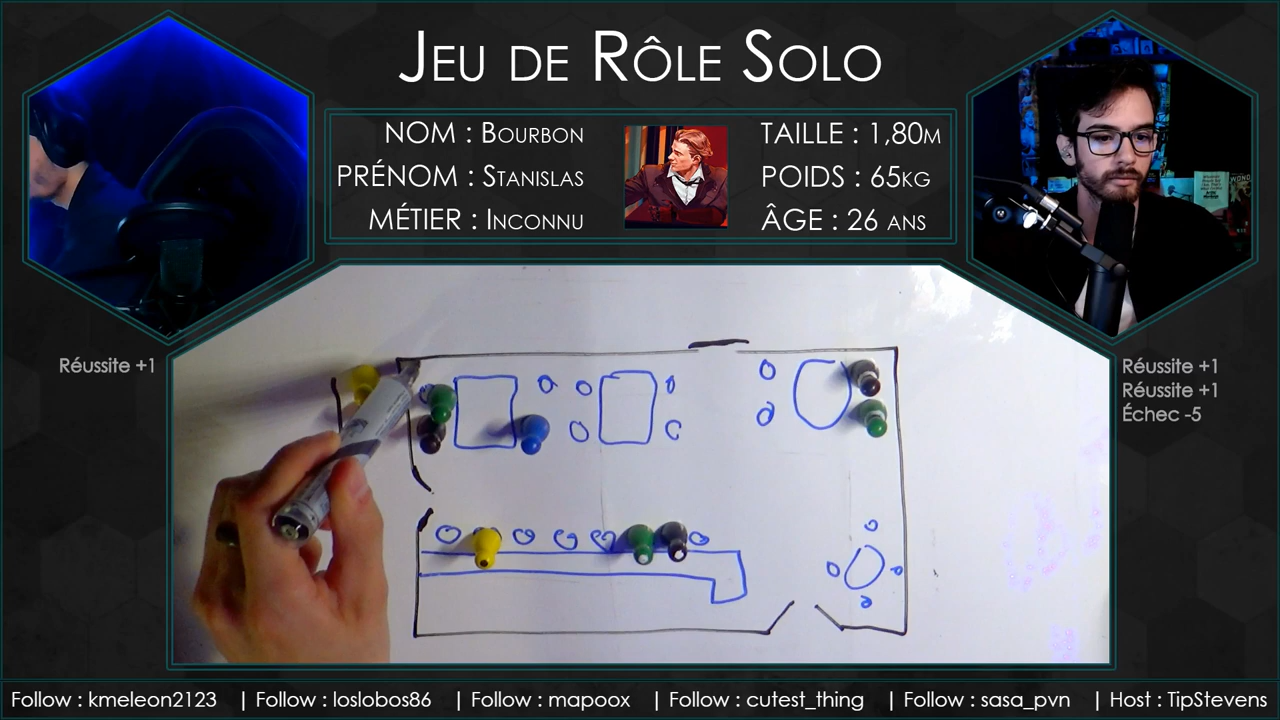 Jeu de Rôle Solo
NOM : Bourbon
PRÉNOM : Stanislas
MÉTIER : Inconnu
TAILLE : 1,80m
POIDS : 65kg
ÂGE : 26 ans
Réussite +1
Réussite +1
Réussite +1
Échec -5
Follow : kmeleon2123 | Follow : loslobos86 | Follow : mapoox | Follow : cutest_thing | Follow : sasa_pvn | Host : TipStevens